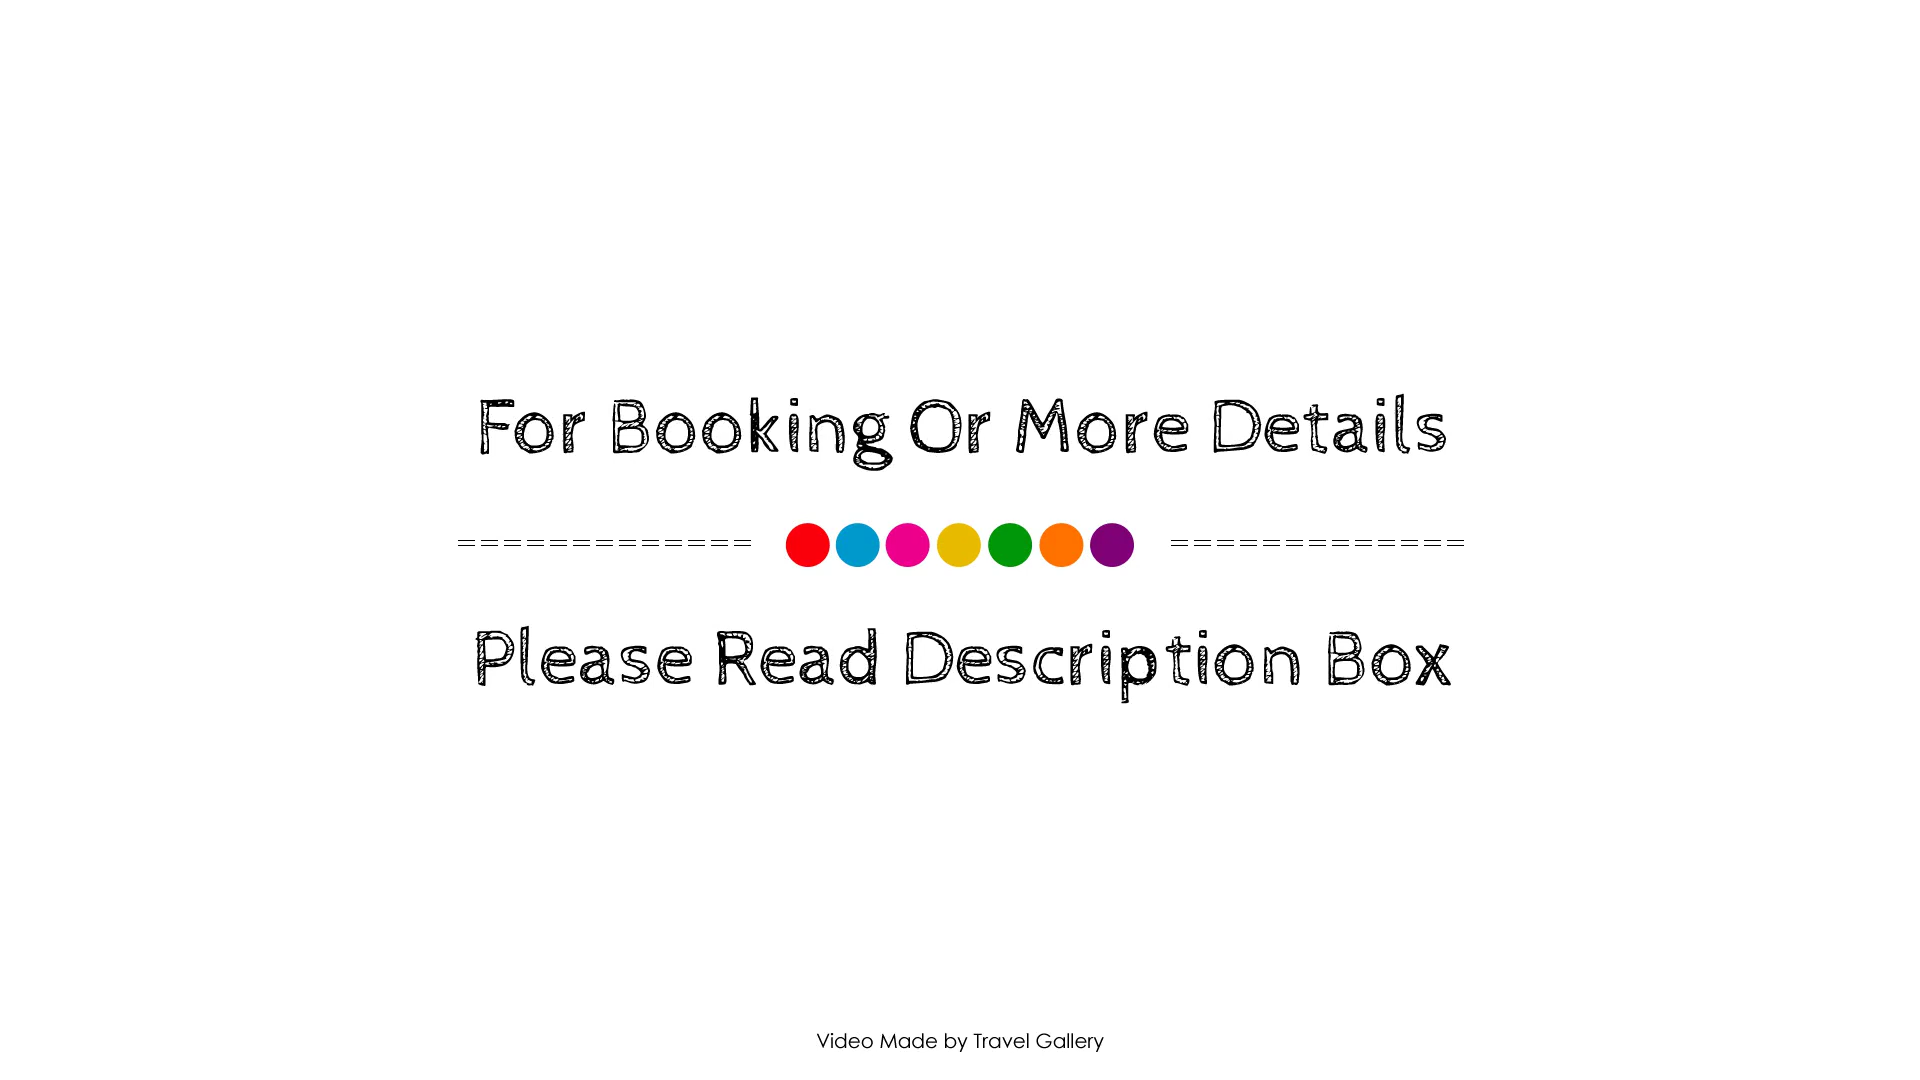 For Booking Or More Details
============= =============
Please Read Description Box
Video Made by Travel Gallery